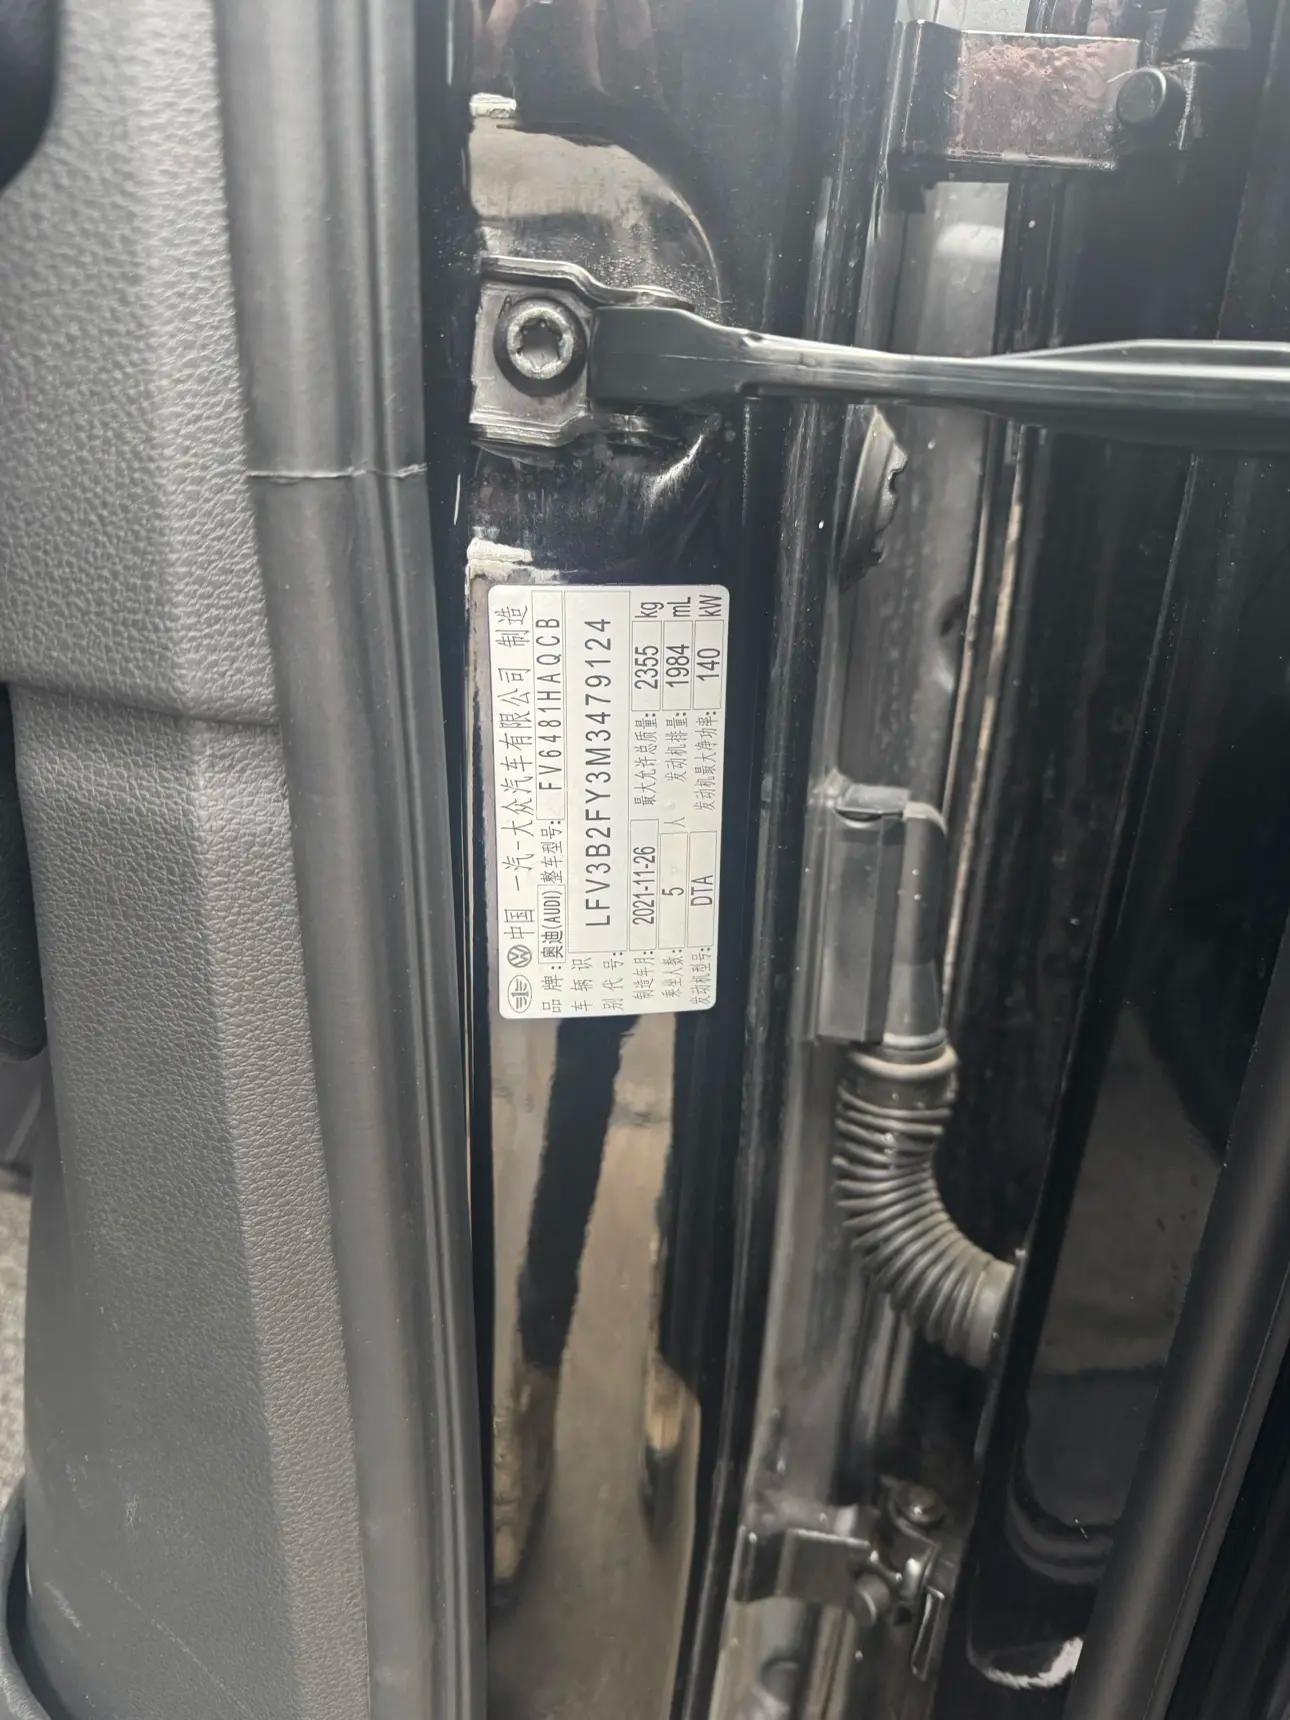 中国 一汽-大众汽车有限公司 制造
品牌:奥迪(AUDI) 整车型号: FV6481HAQCB
车辆识别代号: LFV3B2FY3M3479124
制造年月: 2021-11-26 最大允许总质量: 2355 kg
乘坐人数: 5 人 发动机排量: 1984 mL
发动机型号: DTA 发动机最大净功率: 140 kW